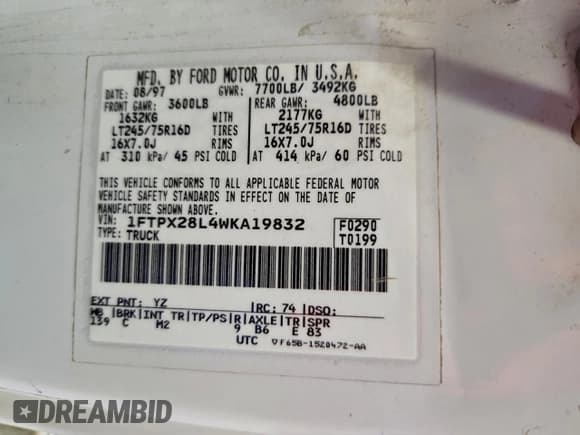 MFD. BY FORD MOTOR CO. IN U.S.A.
DATE: 08/97 GVWR: 7700LB/ 3492KG
FRONT GAWR: 3600LB REAR GAWR: 4800LB
1632KG WITH 2177KG WITH
LT245/75R16D TIRES LT245/75R16D TIRES
16X7.0J RIMS 16X7.0J RIMS
AT 310 kPa/ 45 PSI COLD AT 414 kPa/ 60 PSI COLD
THIS VEHICLE CONFORMS TO ALL APPLICABLE FEDERAL MOTOR
VEHICLE SAFETY STANDARDS IN EFFECT ON THE DATE OF
MANUFACTURE SHOWN ABOVE.
VIN: 1FTPX28L4WKA19832 F0290
TYPE: TRUCK T0199
EXT PNT: YZ RC: 74 DSO:
WB BRK INT TR TP/PS R AXLE TR SPR
139 C M2 9 B6 E 83
UTC F65B-1520472-AA
DREAMBID